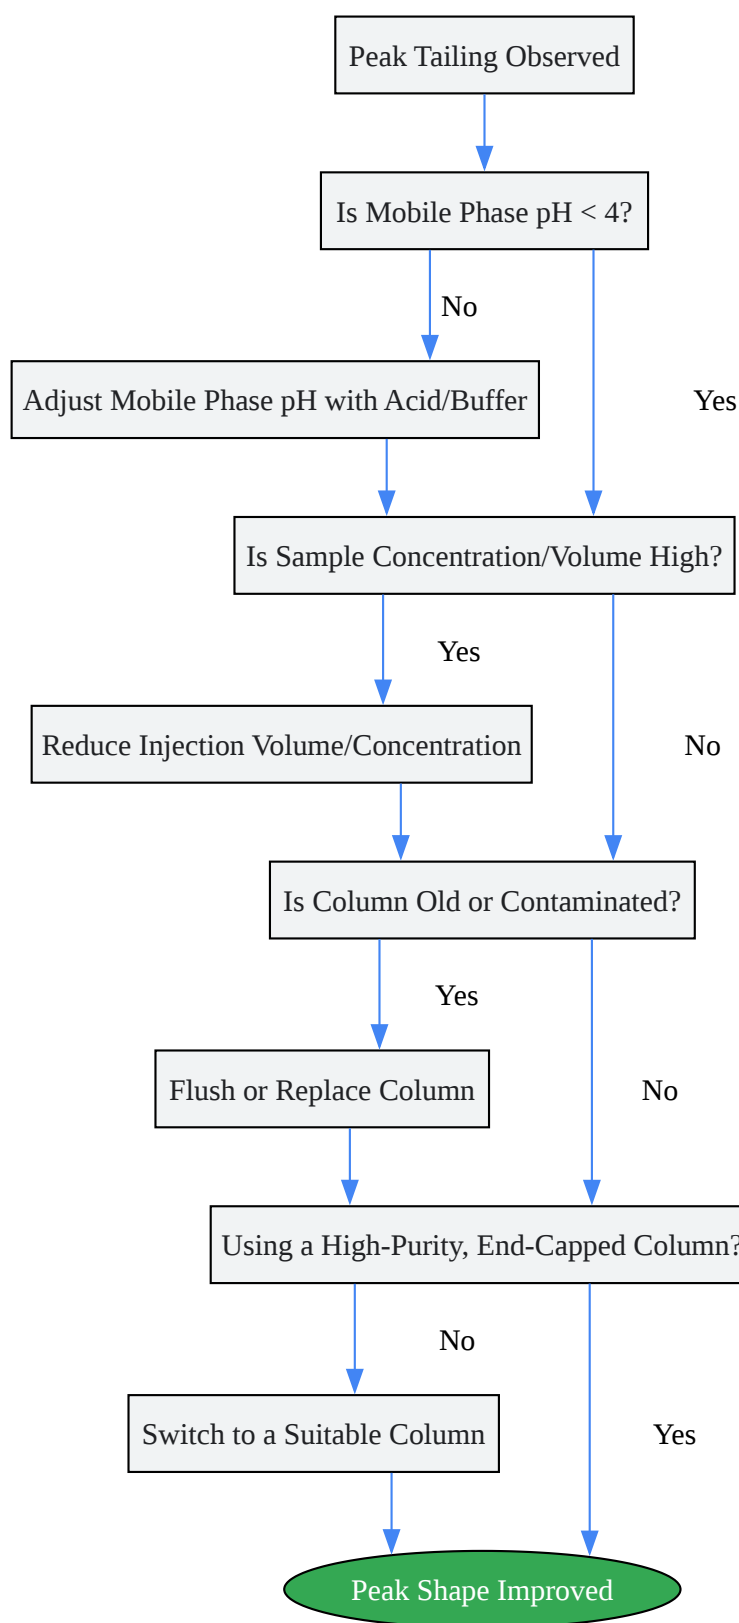 Peak Tailing Observed
Is Mobile Phase pH < 4?
No
Adjust Mobile Phase pH with Acid/Buffer
Yes
Is Sample Concentration/Volume High?
Yes
Reduce Injection Volume/Concentration
No
Is Column Old or Contaminated?
Yes
Flush or Replace Column
No
Using a High-Purity, End-Capped Column?
No
Switch to a Suitable Column
Yes
Peak Shape Improved